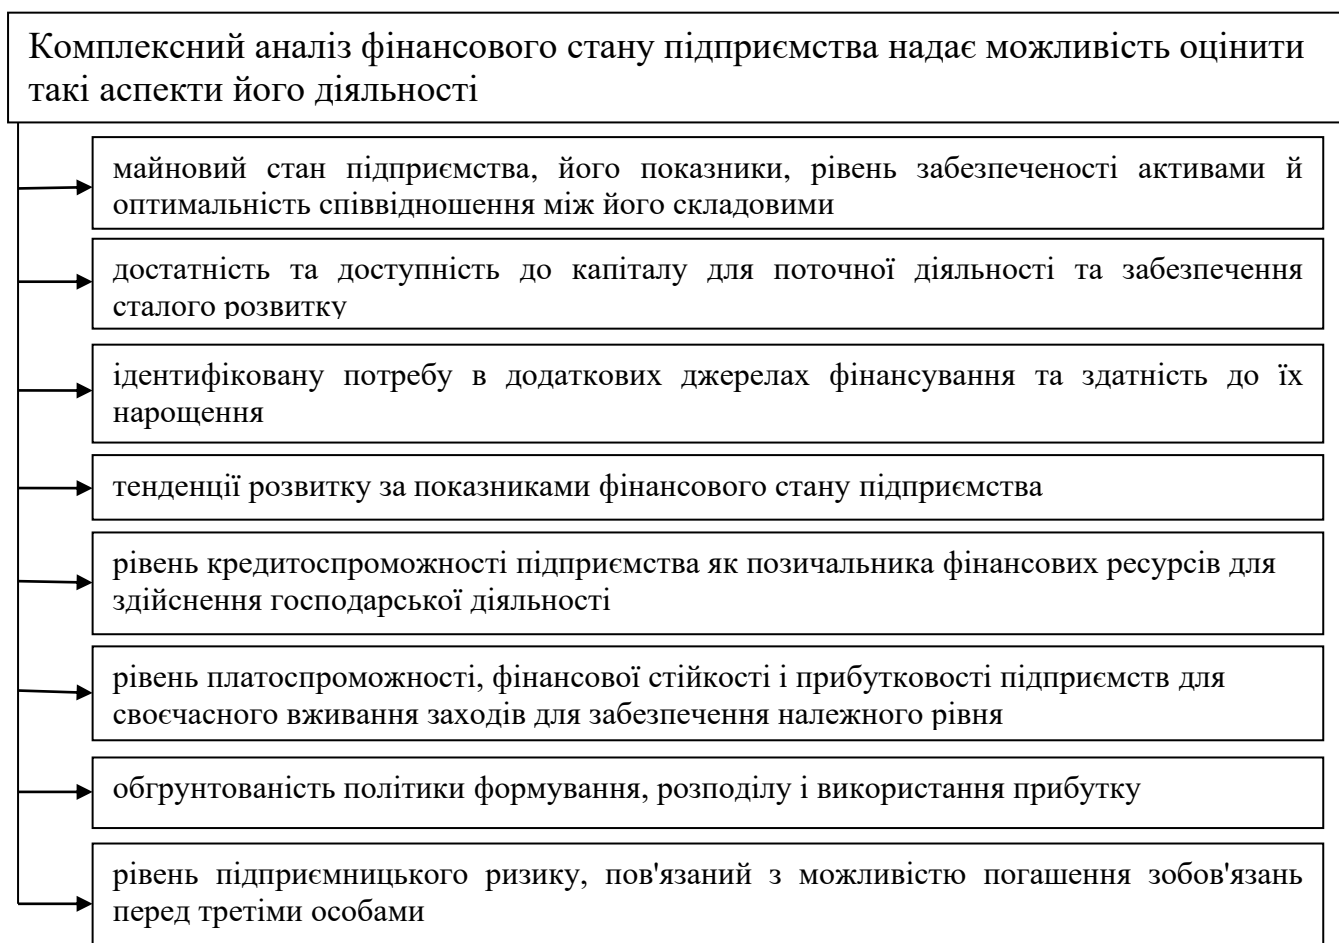 Комплексний аналіз фінансового стану підприємства надає можливість оцінити
такі аспекти його діяльності
майновий стан підприємства, його показники, рівень забезпеченості активами й
оптимальність співвідношення між його складовими
достатність та доступність до капіталу для поточної діяльності та забезпечення
сталого розвитку
ідентифіковану потребу в додаткових джерелах фінансування та здатність до їх
нарощення
тенденції розвитку за показниками фінансового стану підприємства
рівень кредитоспроможності підприємства як позичальника фінансових ресурсів для
здійснення господарської діяльності
рівень платоспроможності, фінансової стійкості і прибутковості підприємств для
своєчасного вживання заходів для забезпечення належного рівня
обгрунтованість політики формування, розподілу і використання прибутку
рівень підприємницького ризику, пов'язаний з можливістю погашення зобов'язань
перед третіми особами